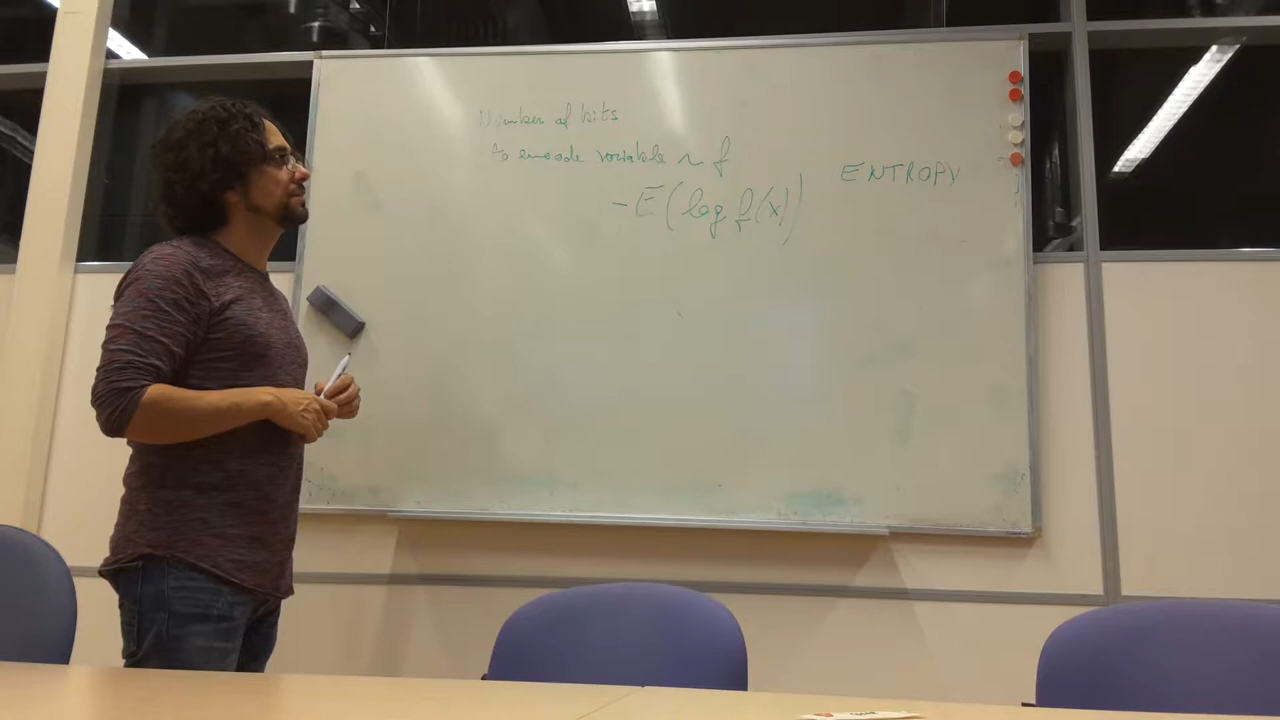 Number of bits
to encode variable ~ f
-E(log f(x))
ENTROPY